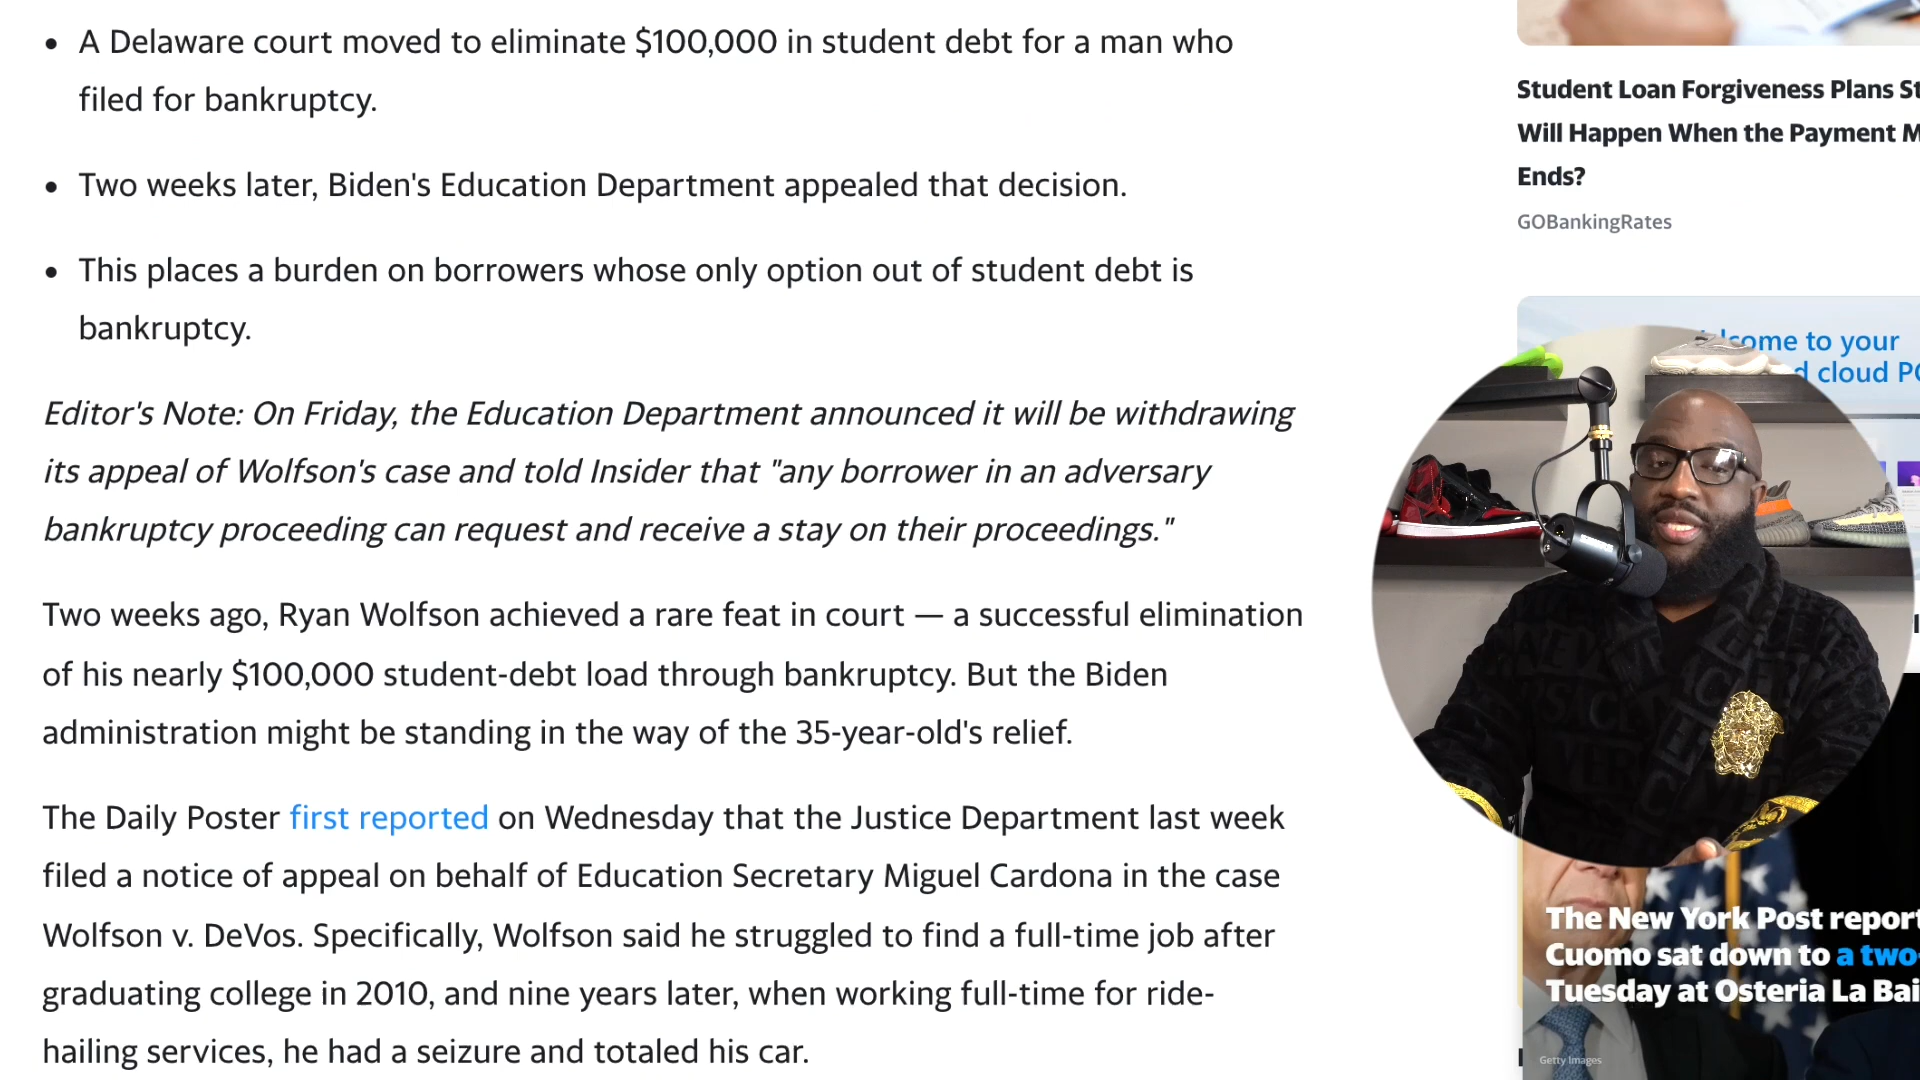 • A Delaware court moved to eliminate $100,000 in student debt for a man who
filed for bankruptcy.
• Two weeks later, Biden's Education Department appealed that decision.
• This places a burden on borrowers whose only option out of student debt is
bankruptcy.
Editor's Note: On Friday, the Education Department announced it will be withdrawing
its appeal of Wolfson's case and told Insider that "any borrower in an adversary
bankruptcy proceeding can request and receive a stay on their proceedings."
Two weeks ago, Ryan Wolfson achieved a rare feat in court — a successful elimination
of his nearly $100,000 student-debt load through bankruptcy. But the Biden
administration might be standing in the way of the 35-year-old's relief.
The Daily Poster first reported on Wednesday that the Justice Department last week
filed a notice of appeal on behalf of Education Secretary Miguel Cardona in the case
Wolfson v. DeVos. Specifically, Wolfson said he struggled to find a full-time job after
graduating college in 2010, and nine years later, when working full-time for ride-
hailing services, he had a seizure and totaled his car.
Student Loan Forgiveness Plans St
Will Happen When the Payment M
Ends?
GOBankingRates
come to your
d cloud PC
The New York Post report
Cuomo sat down to a two-
Tuesday at Osteria La Bai
Getty Images